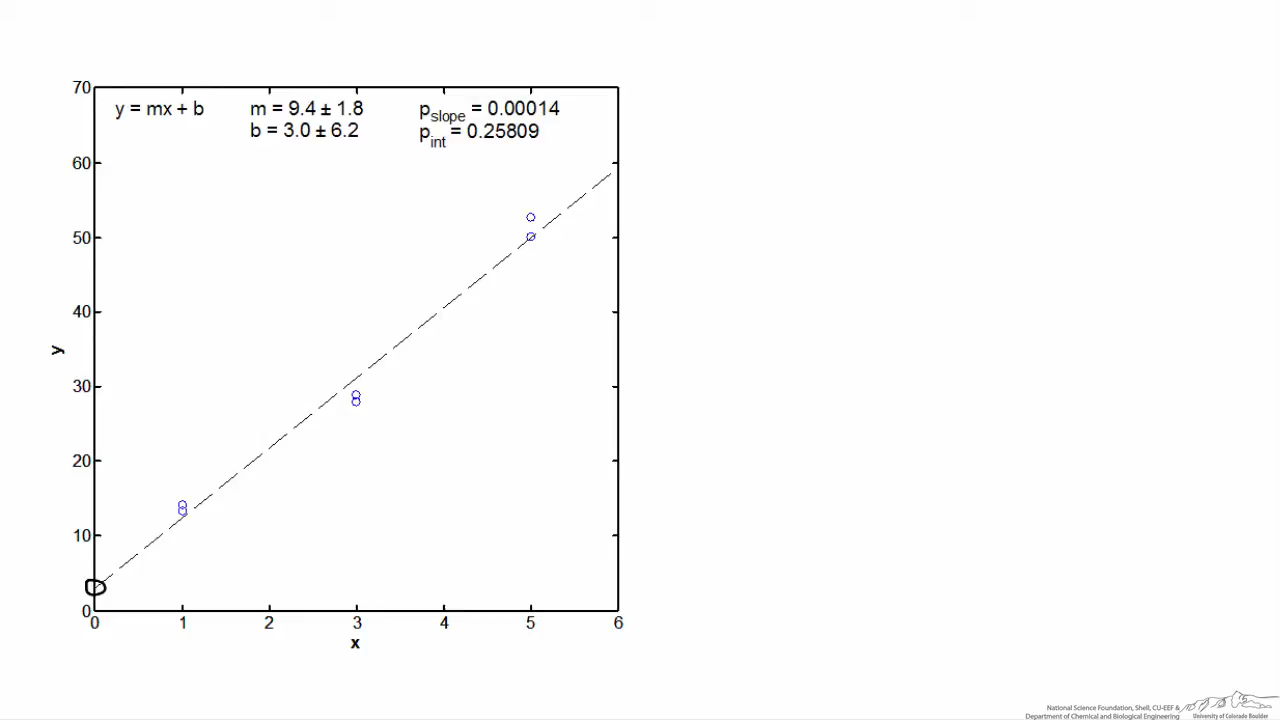 70
y = mx + b    m = 9.4 ± 1.8    p_slope = 0.00014
b = 3.0 ± 6.2    p_int = 0.25809
60
50
40
y
30
20
10
0
0 1 2 3 4 5 6
x
National Science Foundation, Shell, CU-EEF &
Department of Chemical and Biological Engineering
University of Colorado Boulder